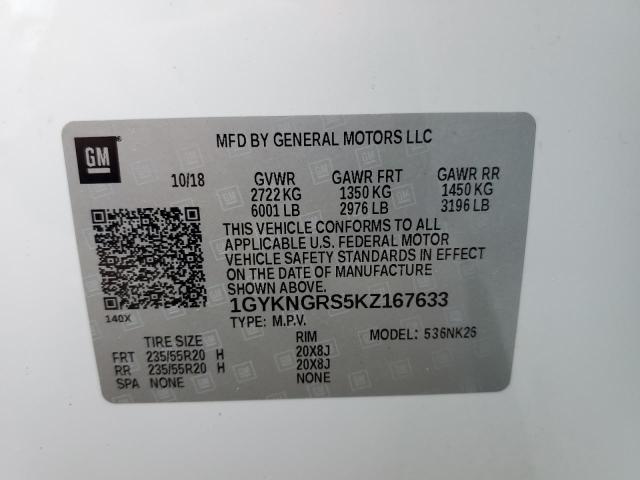 GM
MFD BY GENERAL MOTORS LLC
10/18 GVWR GAWR FRT GAWR RR
2722 KG 1350 KG 1450 KG
6001 LB 2976 LB 3196 LB
THIS VEHICLE CONFORMS TO ALL
APPLICABLE U.S. FEDERAL MOTOR
VEHICLE SAFETY STANDARDS IN EFFECT
ON THE DATE OF MANUFACTURE
SHOWN ABOVE.
1GYKNGRS5KZ167633
140X
TYPE: M.P.V.
TIRE SIZE RIM MODEL: 536NK26
FRT 235/55R20 H 20X8J
RR 235/55R20 H 20X8J
SPA NONE NONE